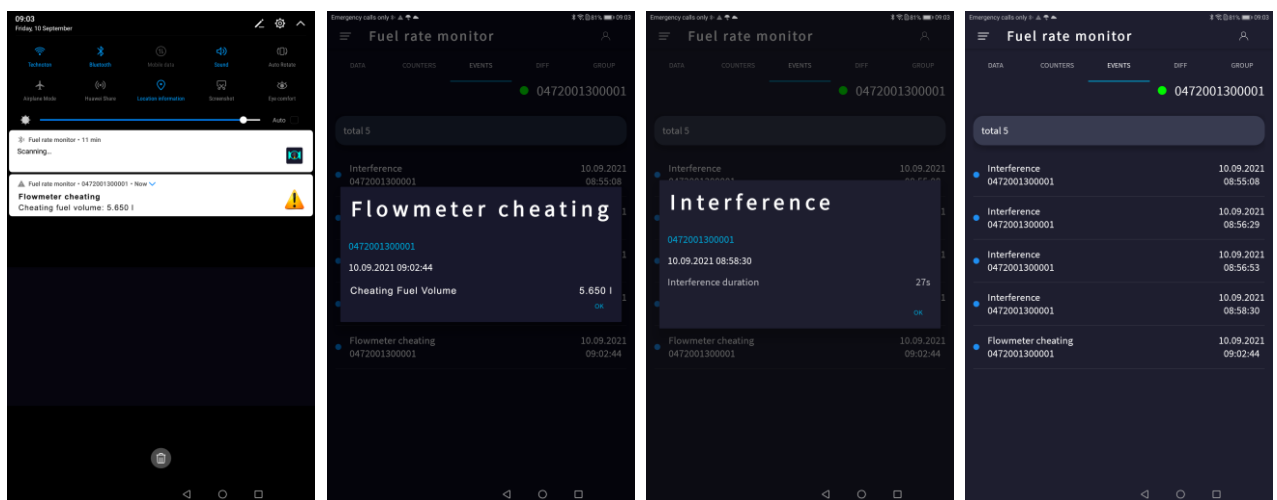 09:03
Friday, 10 September
Technoton Bluetooth Mobile data Sound Auto Rotate
Airplane Mode Huawei Share Location information Screenshot Eye comfort
Auto
Fuel rate monitor • 11 min
Scanning...
Fuel rate monitor • 0472001300001 • Now
Flowmeter cheating
Cheating fuel volume: 5.650 l
Emergency calls only 81% 09:03
Fuel rate monitor
DATA COUNTERS EVENTS DIFF GROUP
0472001300001
total 5
Interference 10.09.2021
0472001300001 08:55:08
Flowmeter cheating
0472001300001
10.09.2021 09:02:44
Cheating Fuel Volume 5.650 l
OK
Flowmeter cheating 10.09.2021
0472001300001 09:02:44
Emergency calls only 81% 09:03
Fuel rate monitor
DATA COUNTERS EVENTS DIFF GROUP
0472001300001
total 5
Interference 10.09.2021
0472001300001 08:55:08
Interference
0472001300001
10.09.2021 08:58:30
Interference duration 27s
OK
Flowmeter cheating 10.09.2021
0472001300001 09:02:44
Emergency calls only 81% 09:03
Fuel rate monitor
DATA COUNTERS EVENTS DIFF GROUP
0472001300001
total 5
Interference 10.09.2021
0472001300001 08:55:08
Interference 10.09.2021
0472001300001 08:56:29
Interference 10.09.2021
0472001300001 08:56:53
Interference 10.09.2021
0472001300001 08:58:30
Flowmeter cheating 10.09.2021
0472001300001 09:02:44